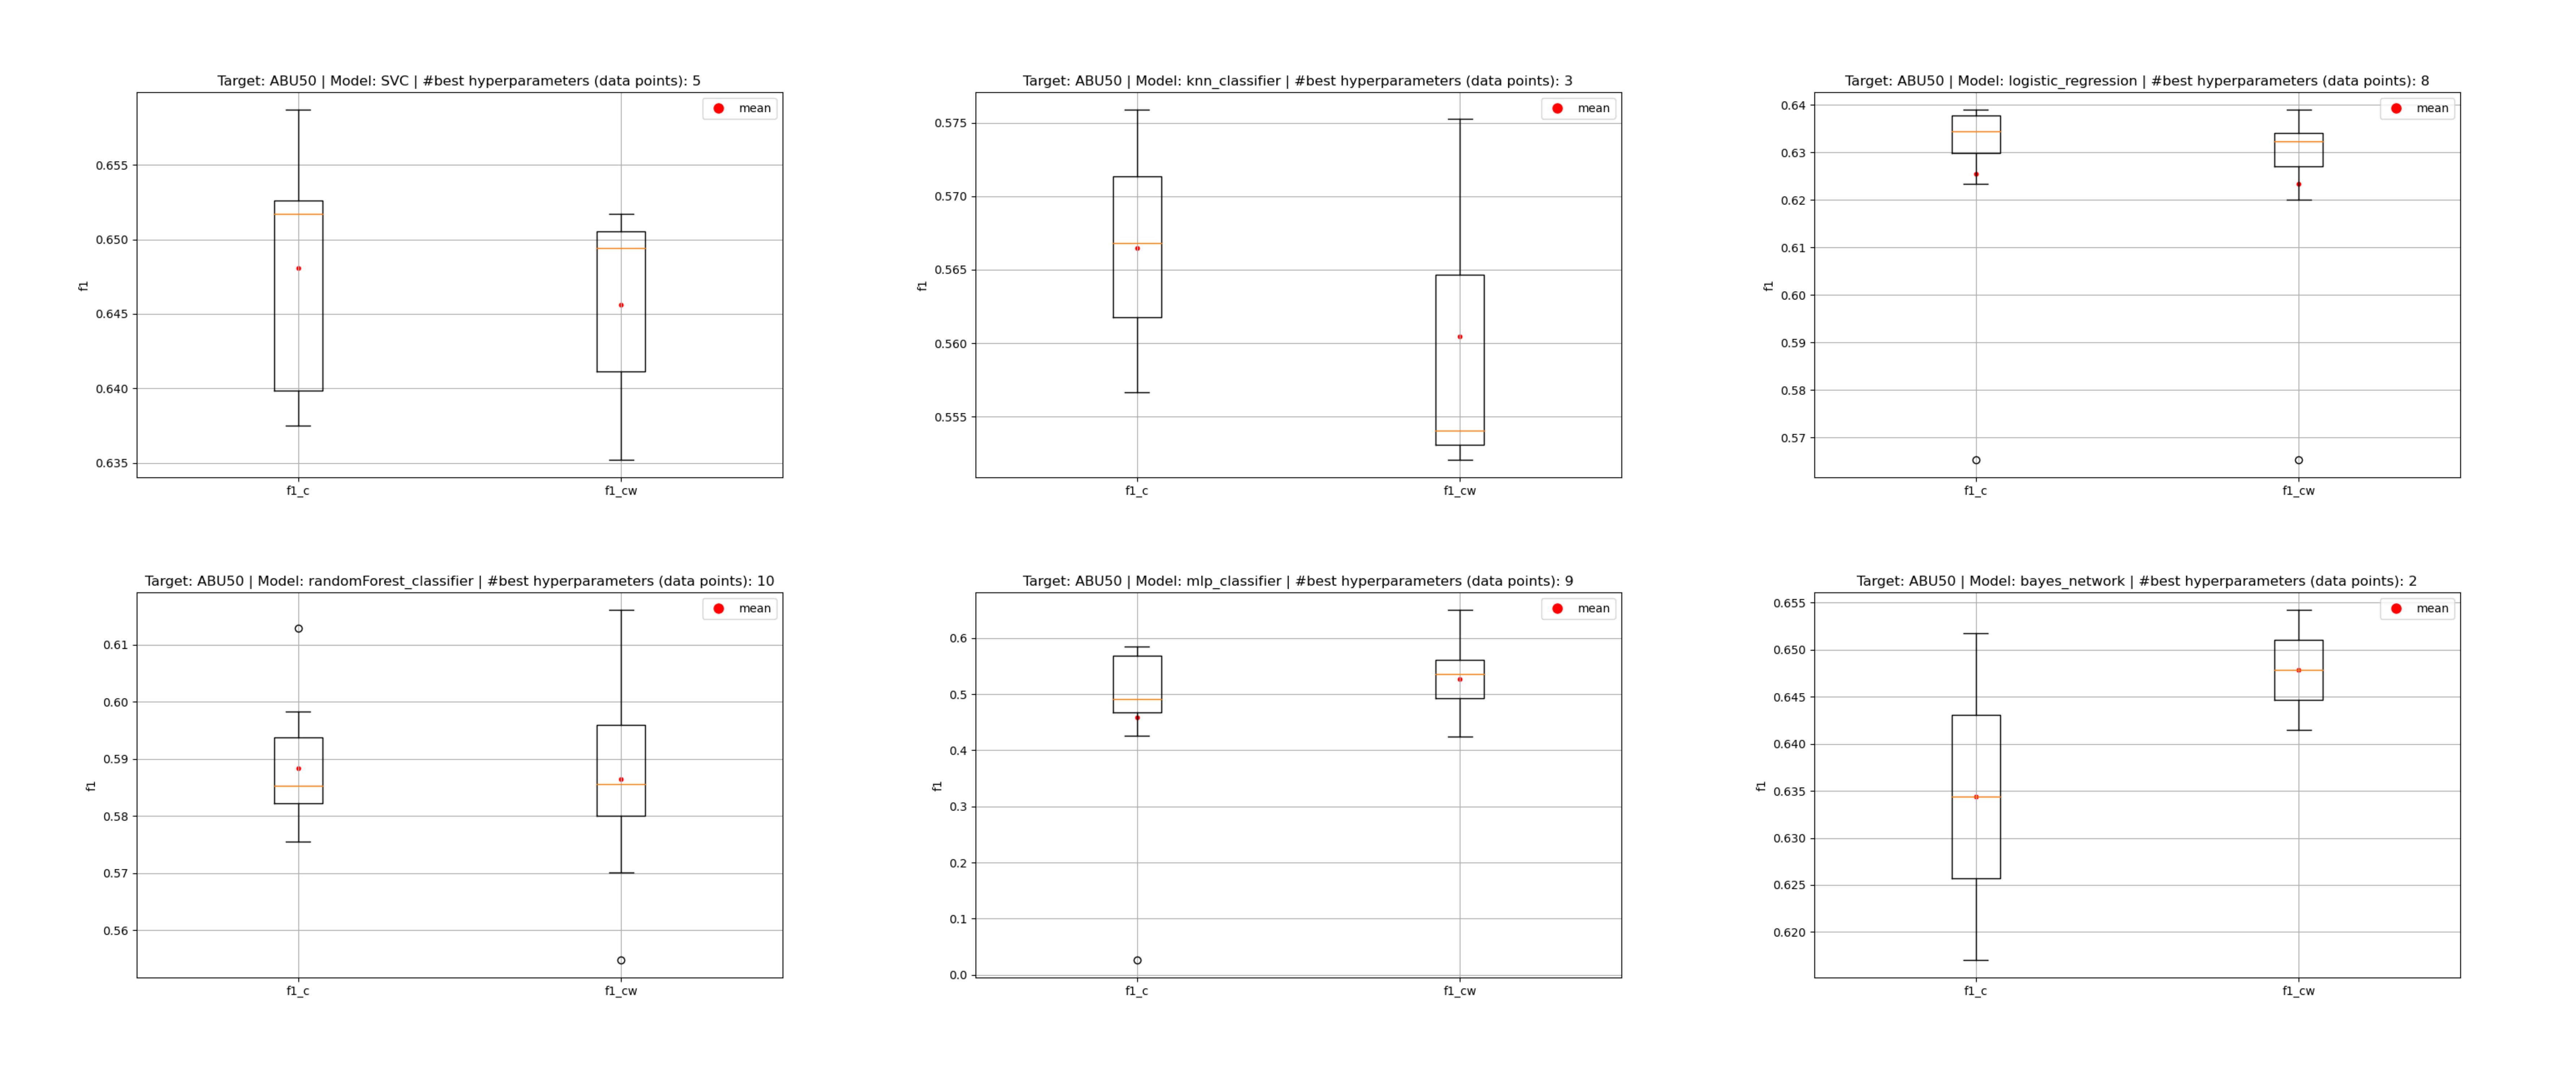 Target: ABU50 | Model: SVC | #best hyperparameters (data points): 5
mean
0.655
0.650
0.645
0.640
0.635
f1
f1_c
f1_cw
Target: ABU50 | Model: knn_classifier | #best hyperparameters (data points): 3
mean
0.575
0.570
0.565
0.560
0.555
f1
f1_c
f1_cw
Target: ABU50 | Model: logistic_regression | #best hyperparameters (data points): 8
mean
0.64
0.63
0.62
0.61
0.60
0.59
0.58
0.57
f1
f1_c
f1_cw
Target: ABU50 | Model: randomForest_classifier | #best hyperparameters (data points): 10
mean
0.61
0.60
0.59
0.58
0.57
0.56
f1
f1_c
f1_cw
Target: ABU50 | Model: mlp_classifier | #best hyperparameters (data points): 9
mean
0.6
0.5
0.4
0.3
0.2
0.1
0.0
f1
f1_c
f1_cw
Target: ABU50 | Model: bayes_network | #best hyperparameters (data points): 2
mean
0.655
0.650
0.645
0.640
0.635
0.630
0.625
0.620
f1
f1_c
f1_cw